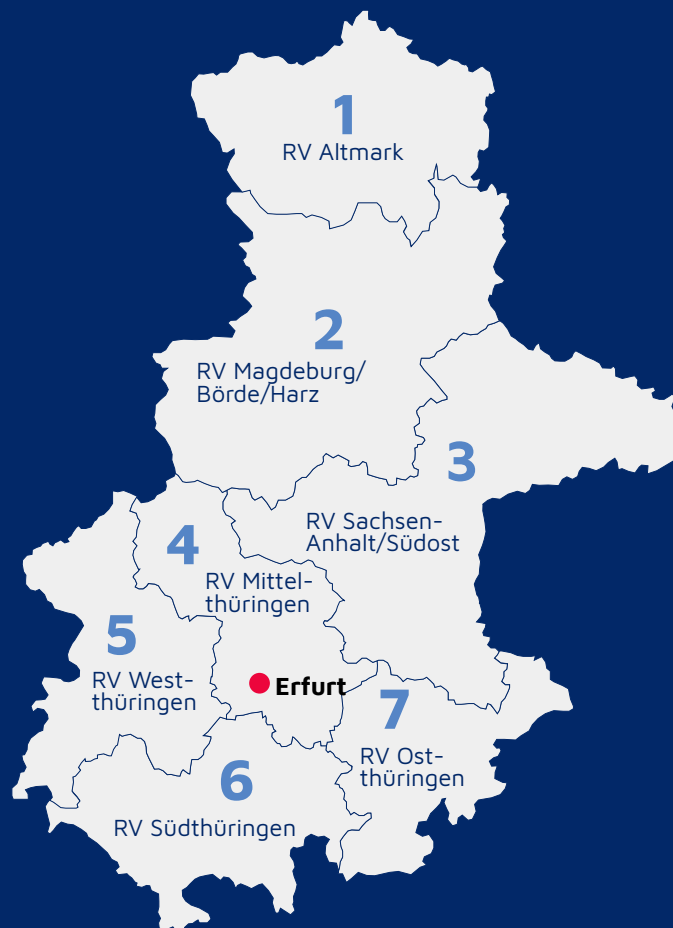 1
RV Altmark
2
RV Magdeburg/
Börde/Harz
3
RV Sachsen-
Anhalt/Südost
4
RV Mittel-
thüringen
5
RV West-
thüringen
Erfurt
7
RV Ost-
thüringen
6
RV Südthüringen